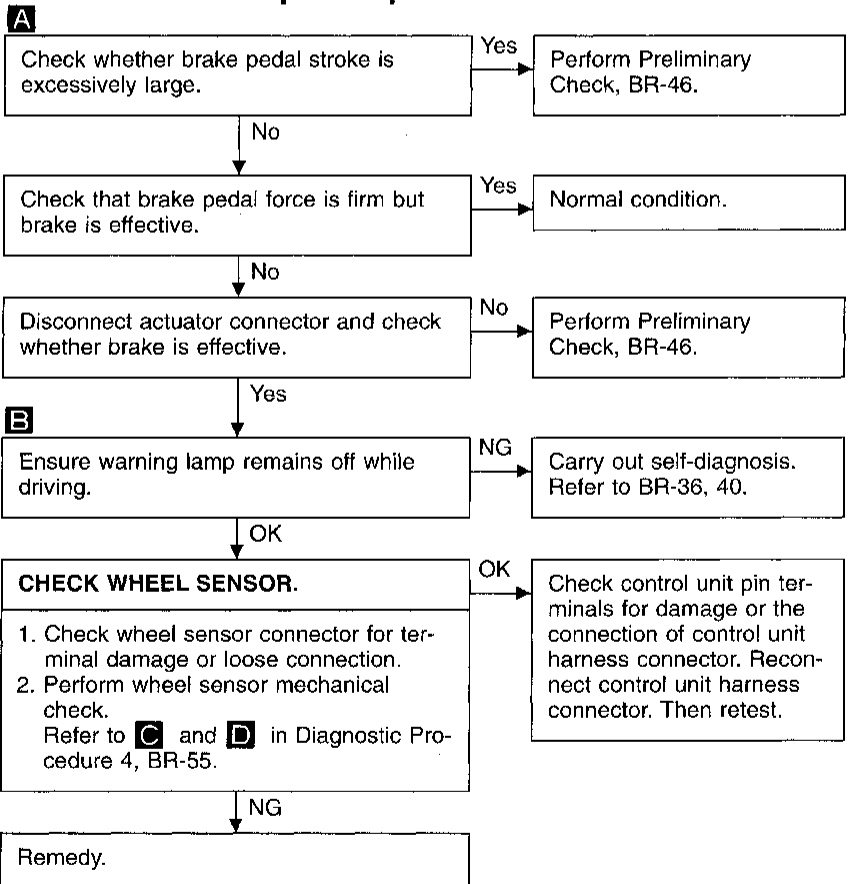 A
Check whether brake pedal stroke is
excessively large.
Yes
Perform Preliminary
Check, BR-46.
No
Check that brake pedal force is firm but
brake is effective.
Yes
Normal condition.
No
Disconnect actuator connector and check
whether brake is effective.
No
Perform Preliminary
Check, BR-46.
Yes
B
Ensure warning lamp remains off while
driving.
NG
Carry out self-diagnosis.
Refer to BR-36, 40.
OK
CHECK WHEEL SENSOR.
1. Check wheel sensor connector for ter-
minal damage or loose connection.
2. Perform wheel sensor mechanical
check.
Refer to C and D in Diagnostic Pro-
cedure 4, BR-55.
OK
Check control unit pin ter-
minals for damage or the
connection of control unit
harness connector. Recon-
nect control unit harness
connector. Then retest.
NG
Remedy.